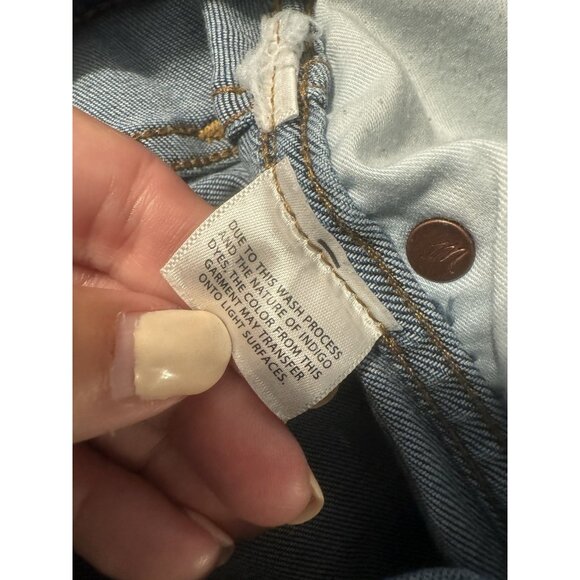 DUE TO THIS WASH PROCESS
AND THE NATURE OF INDIGO
DYES. THE COLOR FROM THIS
GARMENT MAY TRANSFER
ONTO LIGHT SURFACES.